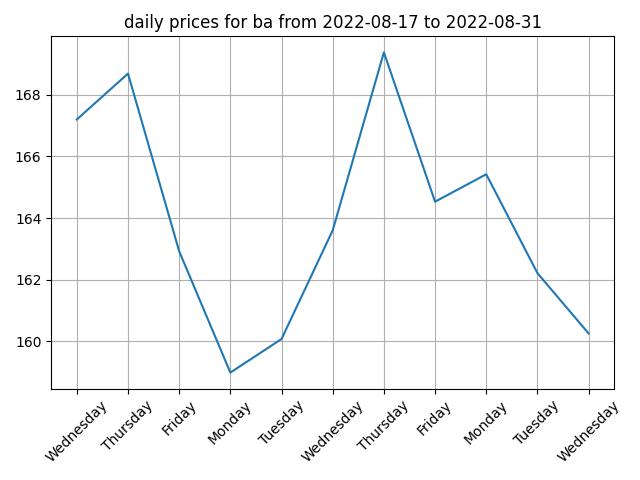 daily prices for ba from 2022-08-17 to 2022-08-31
168
166
164
162
160
Wednesday
Thursday
Friday
Monday
Tuesday
Wednesday
Thursday
Friday
Monday
Tuesday
Wednesday